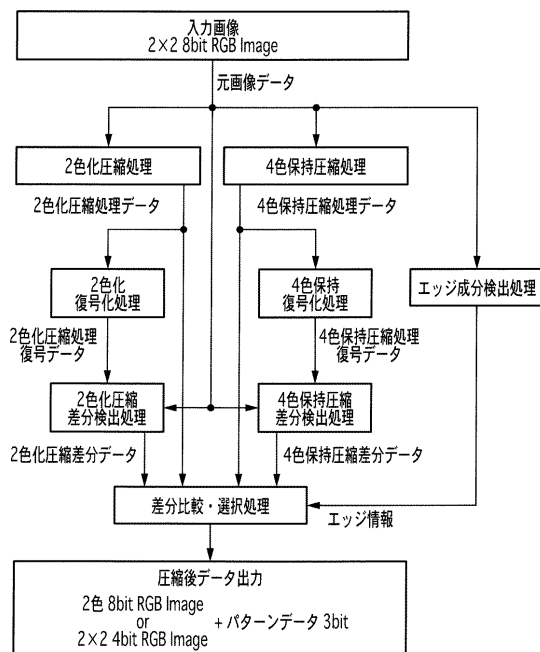 入力画像
2×2 8bit RGB Image
元画像データ
2色化圧縮処理
4色保持圧縮処理
2色化圧縮処理データ
4色保持圧縮処理データ
2色化
復号化処理
4色保持
復号化処理
エッジ成分検出処理
2色化圧縮処理
復号データ
4色保持圧縮処理
復号データ
2色化圧縮
差分検出処理
4色保持圧縮
差分検出処理
2色化圧縮差分データ
4色保持圧縮差分データ
差分比較・選択処理
エッジ情報
圧縮後データ出力
2色 8bit RGB Image
or
+ パターンデータ 3bit
2×2 4bit RGB Image